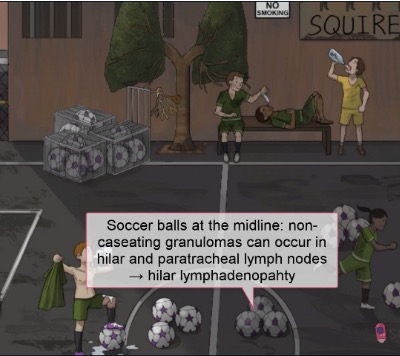 NO
SMOKING
SQUIRE
Soccer balls at the midline: non-
caseating granulomas can occur in
hilar and paratracheal lymph nodes
→ hilar lymphadenopahty